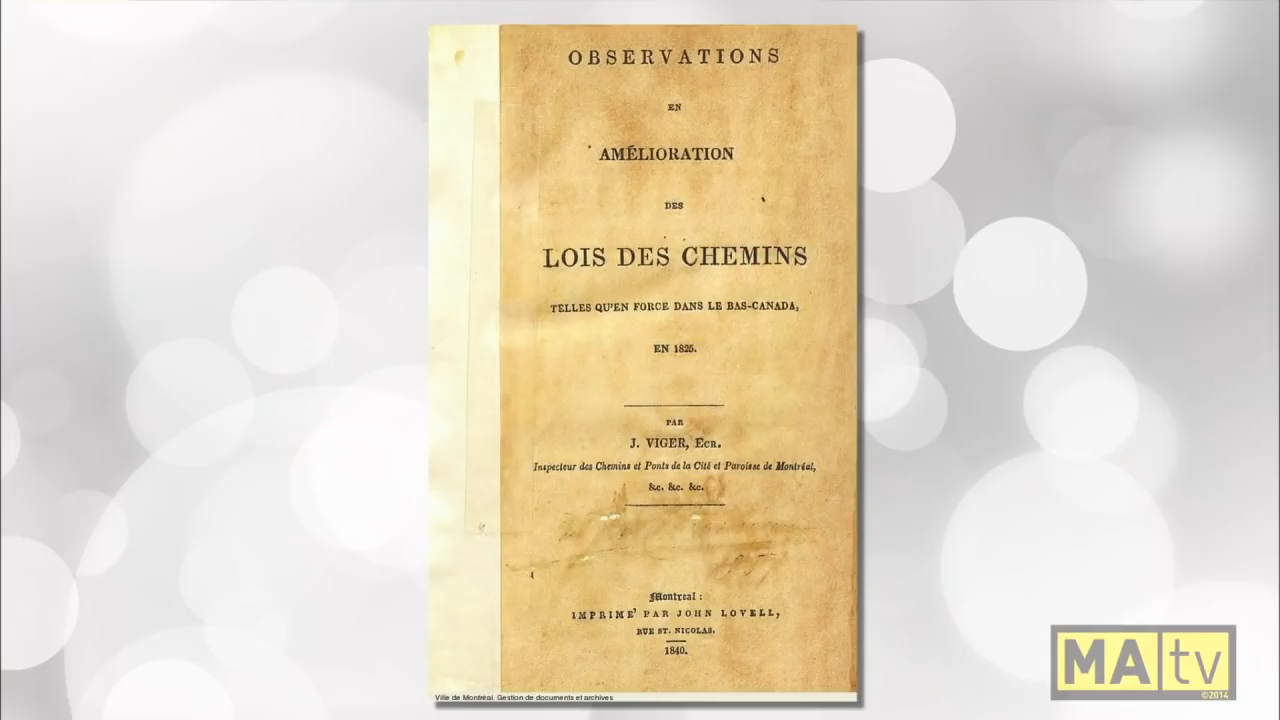 OBSERVATIONS
EN
AMÉLIORATION
DES
LOIS DES CHEMINS
TELLES QU'EN FORCE DANS LE BAS-CANADA,
EN 1825.
PAR
J. VIGER, Ecr.
Inspecteur des Chemins et Ponts de la Cité et Paroisse de Montréal,
&c. &c. &c.
Montreal :
IMPRIME' PAR JOHN LOVELL,
RUE ST. NICOLAS.
1840.
Ville de Montréal. Gestion de documents et archives
MAtv
©2014